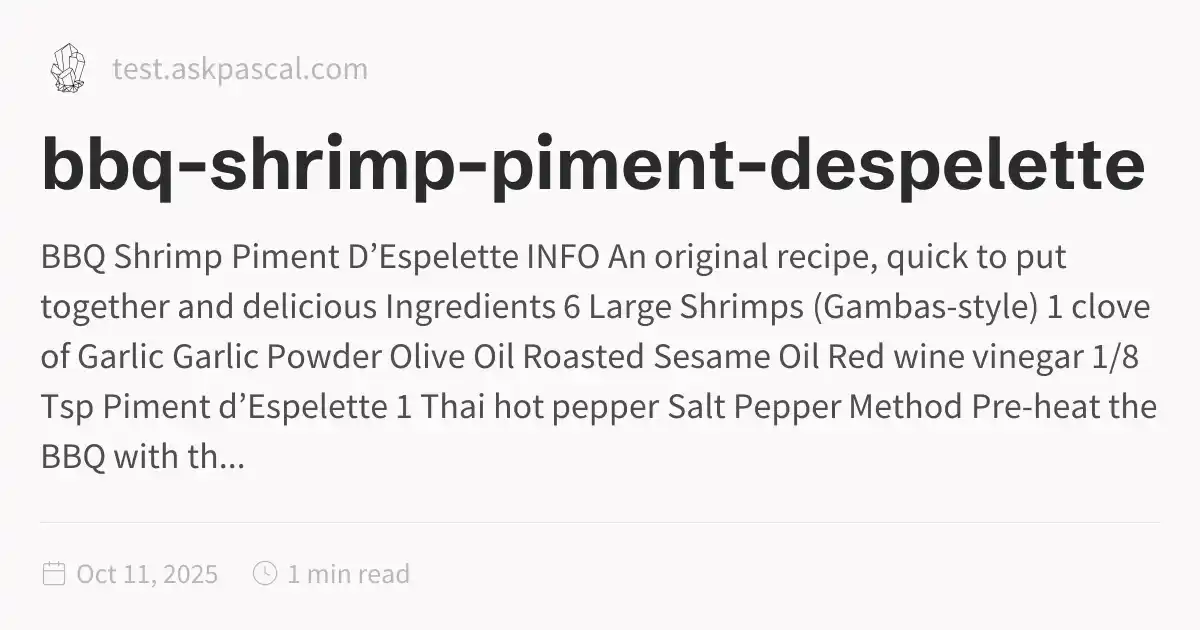 test.askpascal.com
bbq-shrimp-piment-despelette
BBQ Shrimp Piment D’Espelette INFO An original recipe, quick to put
together and delicious Ingredients 6 Large Shrimps (Gambas-style) 1 clove
of Garlic Garlic Powder Olive Oil Roasted Sesame Oil Red wine vinegar 1/8
Tsp Piment d’Espelette 1 Thai hot pepper Salt Pepper Method Pre-heat the
BBQ with th...
Oct 11, 2025 1 min read